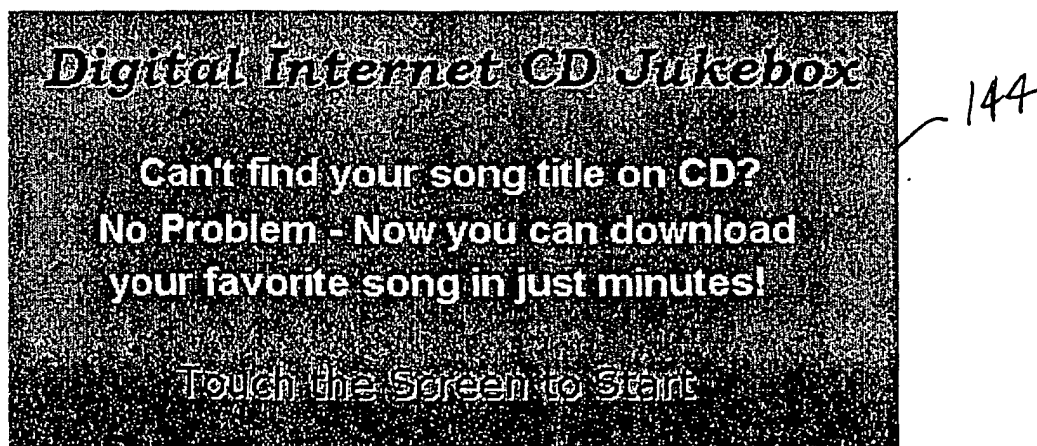 Digital Internet CD Jukebox
144
Can't find your song title on CD?
No Problem - Now you can download
your favorite song in just minutes!
Touch the Screen to Start